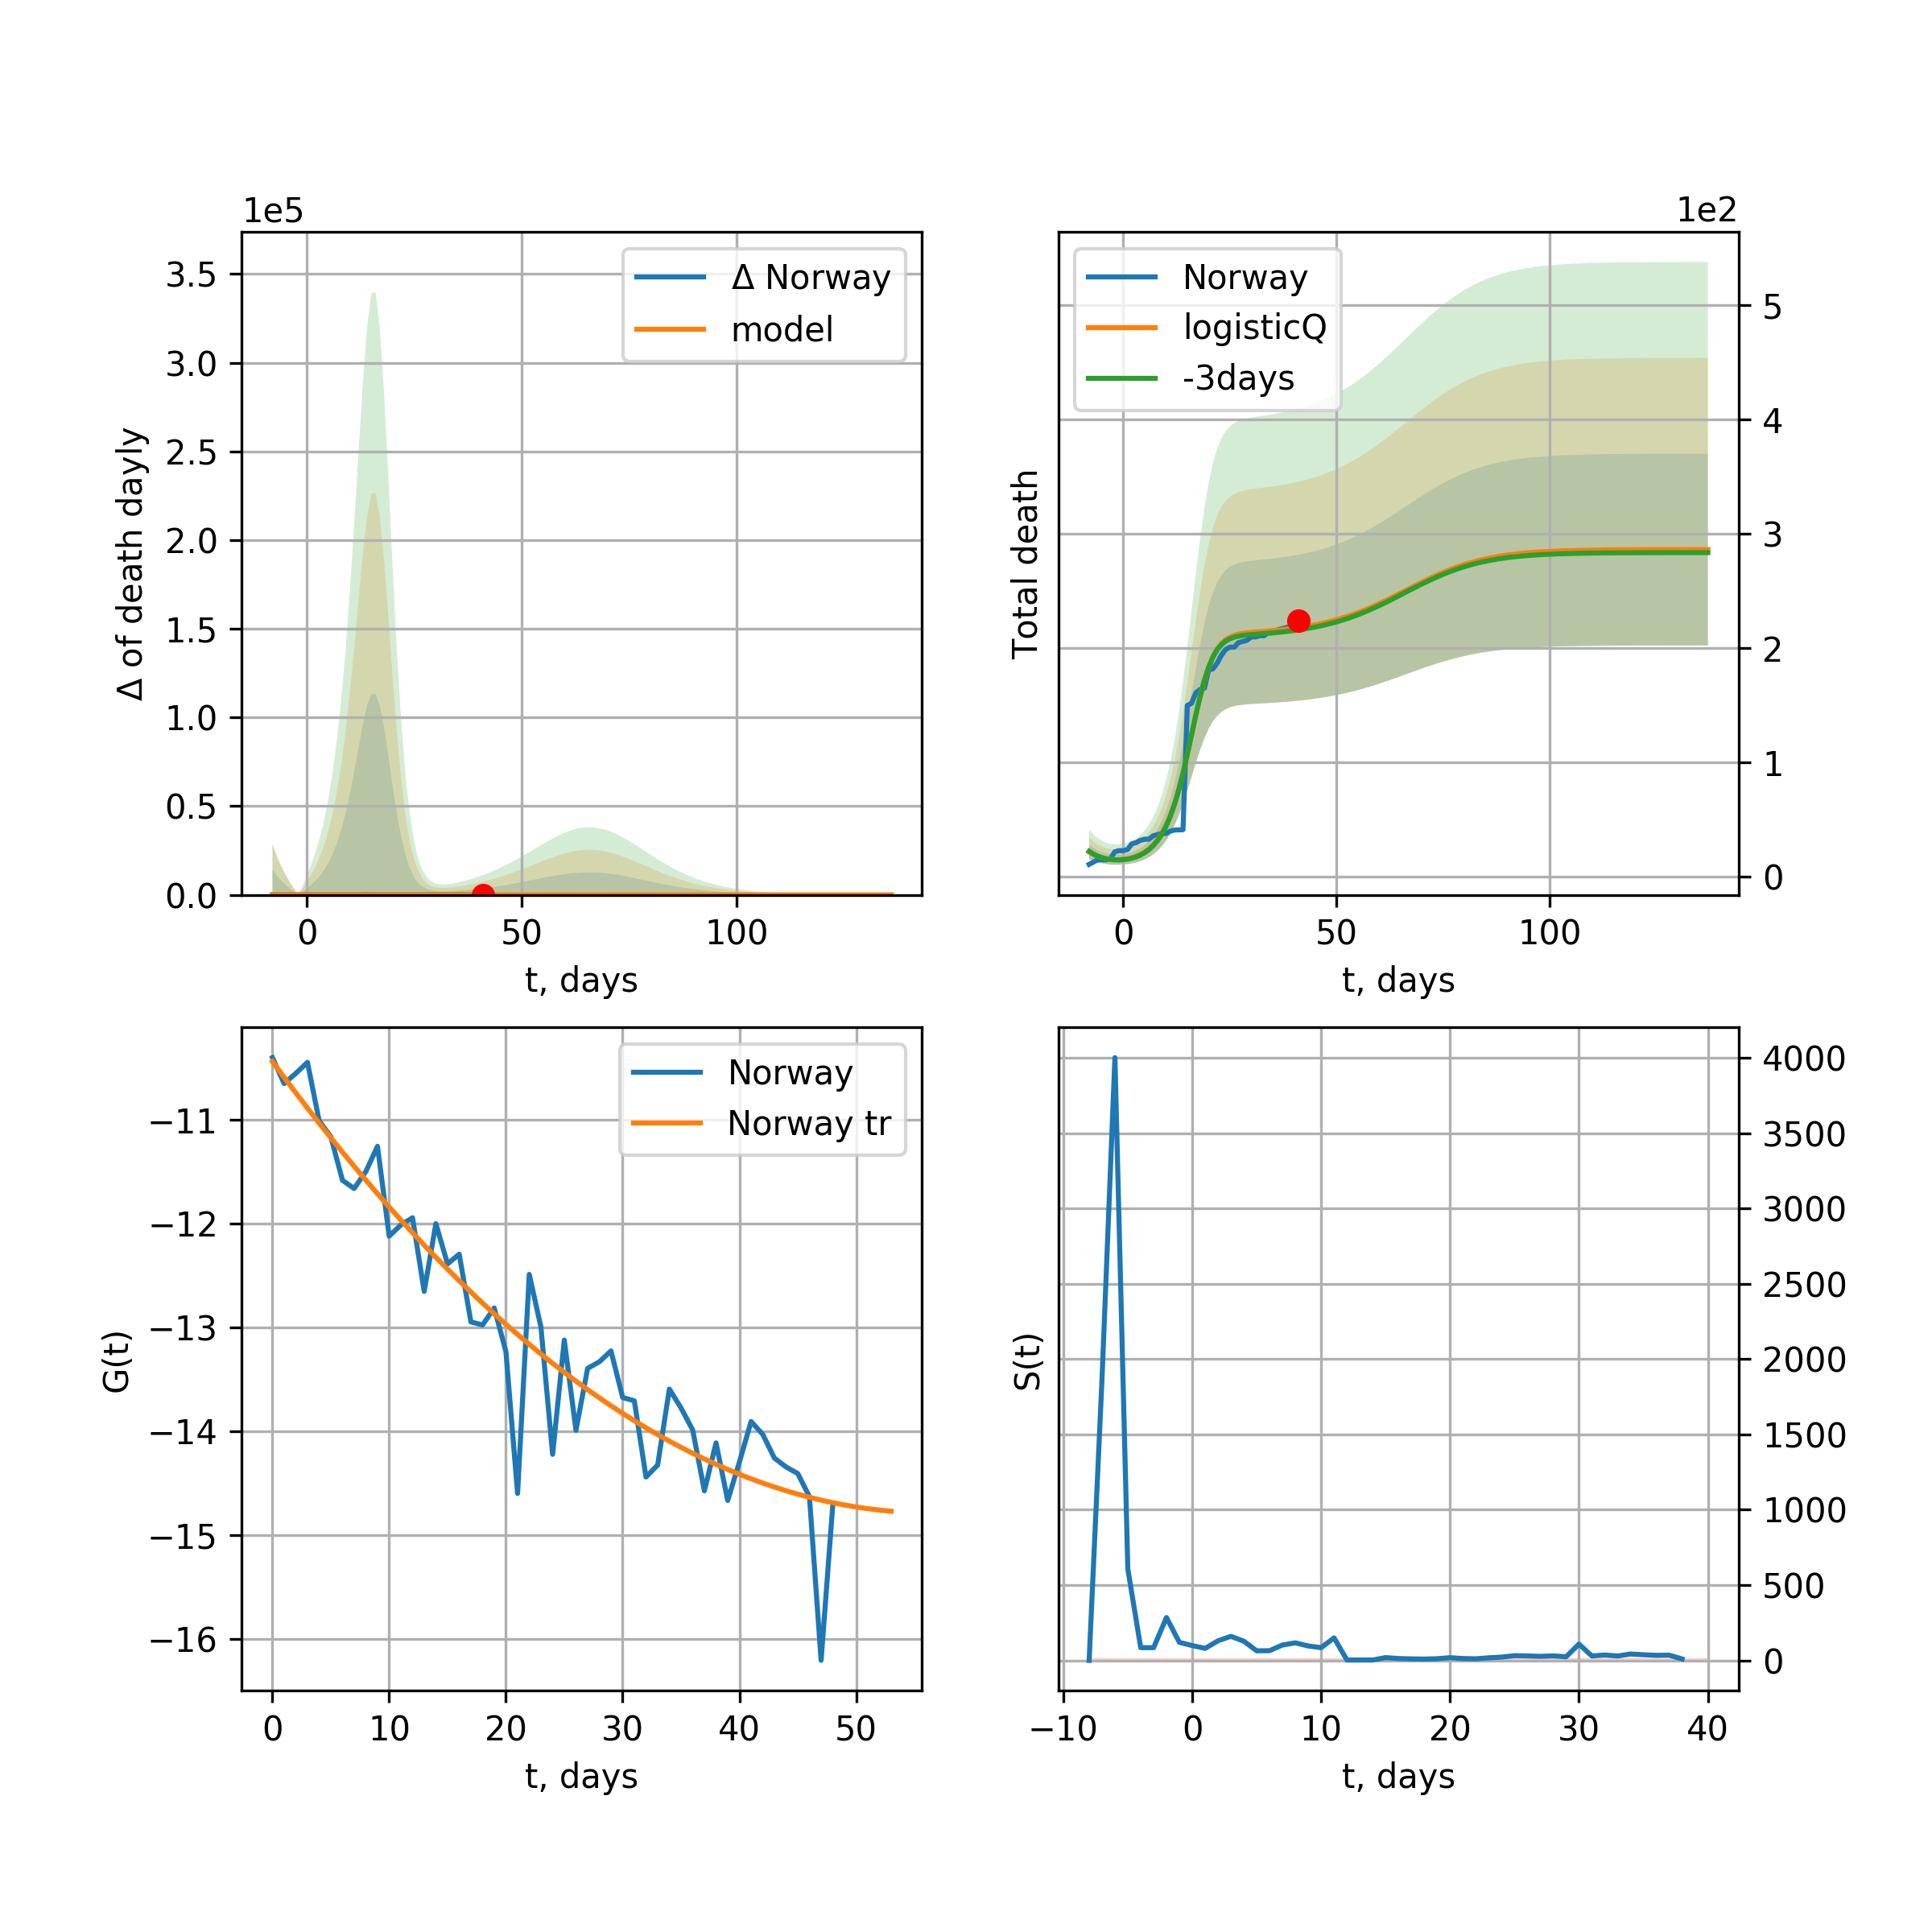 1e5
3.5
3.0
2.5
2.0
1.5
1.0
0.5
0.0
Δ of death dayly
Δ Norway
model
0 50 100
t, days
1e2
Norway
logisticQ
-3days
Total death
5
4
3
2
1
0
0 50 100
t, days
G(t)
−11
−12
−13
−14
−15
−16
Norway
Norway tr
0 10 20 30 40 50
t, days
S(t)
4000
3500
3000
2500
2000
1500
1000
500
0
−10 0 10 20 30 40
t, days